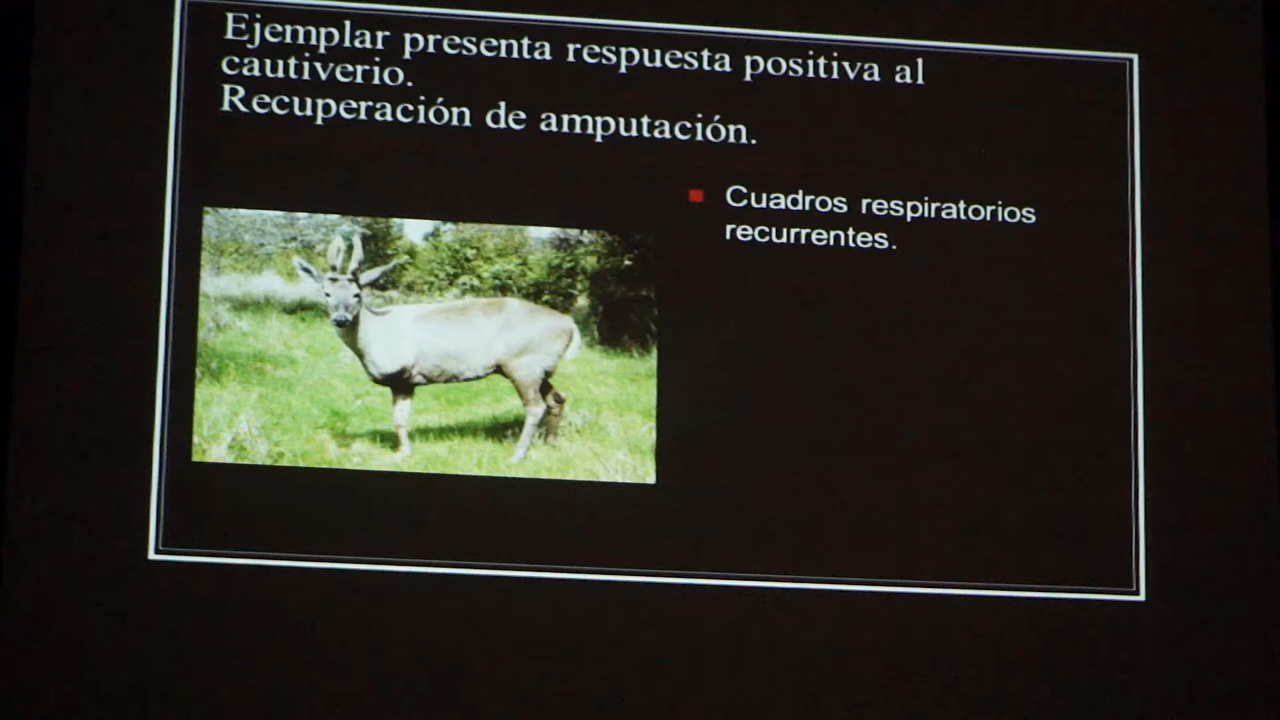 Ejemplar presenta respuesta positiva al
cautiverio.
Recuperación de amputación.
Cuadros respiratorios
recurrentes.